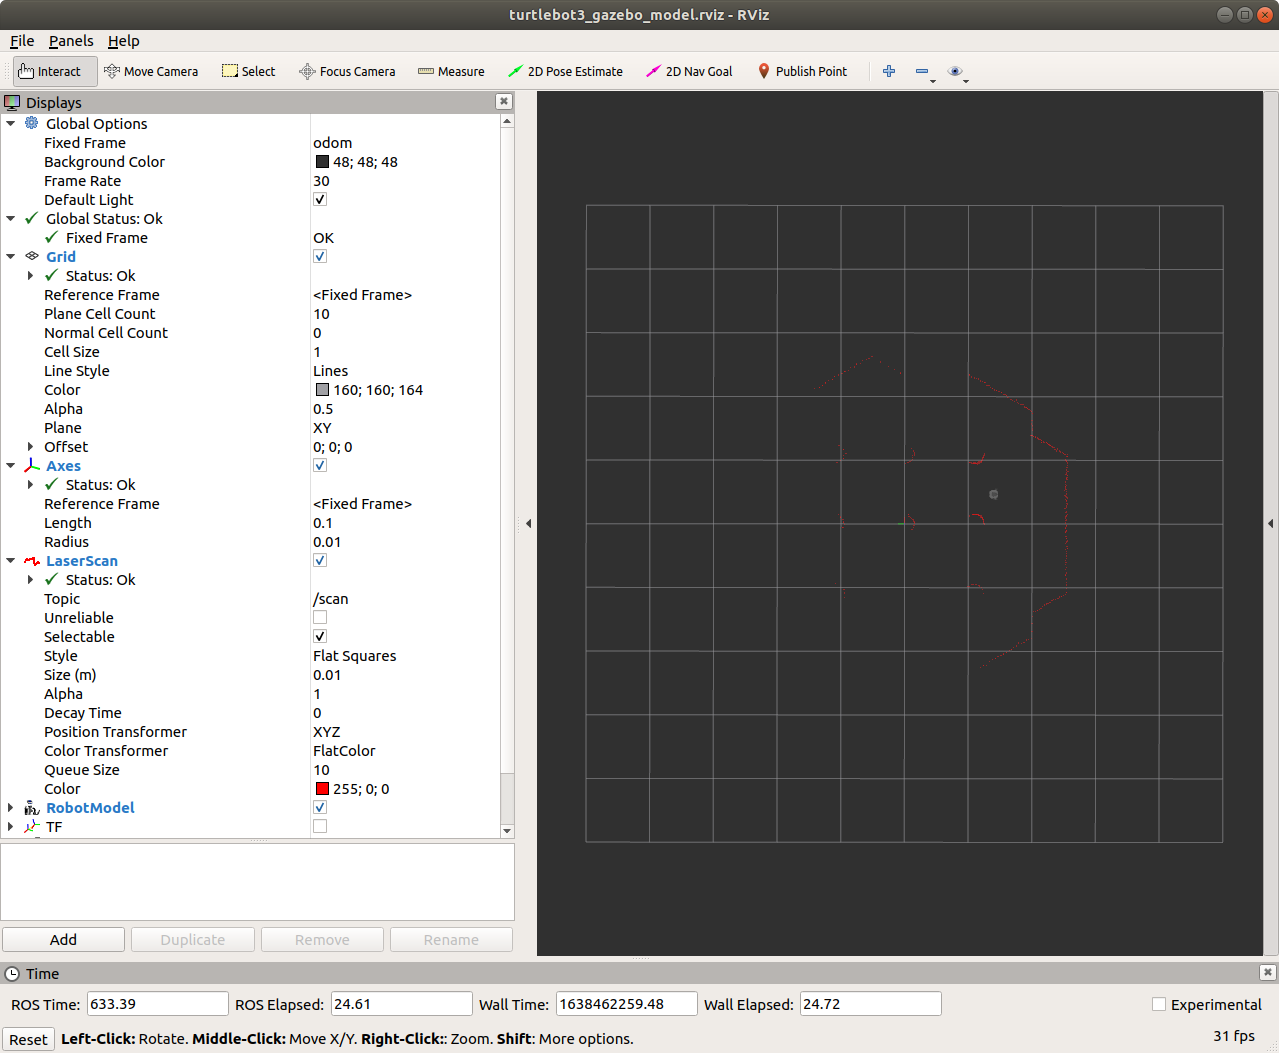 turtlebot3_gazebo_model.rviz - RViz
File Panels Help
Interact Move Camera Select Focus Camera Measure 2D Pose Estimate 2D Nav Goal Publish Point
Displays
Global Options
Fixed Frame odom
Background Color 48; 48; 48
Frame Rate 30
Default Light
Global Status: Ok
Fixed Frame OK
Grid
Status: Ok
Reference Frame <Fixed Frame>
Plane Cell Count 10
Normal Cell Count 0
Cell Size 1
Line Style Lines
Color 160; 160; 164
Alpha 0.5
Plane XY
Offset 0; 0; 0
Axes
Status: Ok
Reference Frame <Fixed Frame>
Length 0.1
Radius 0.01
LaserScan
Status: Ok
Topic /scan
Unreliable
Selectable
Style Flat Squares
Size (m) 0.01
Alpha 1
Decay Time 0
Position Transformer XYZ
Color Transformer FlatColor
Queue Size 10
Color 255; 0; 0
RobotModel
TF
Add Duplicate Remove Rename
Time
ROS Time: 633.39 ROS Elapsed: 24.61 Wall Time: 1638462259.48 Wall Elapsed: 24.72 Experimental
Reset Left-Click: Rotate. Middle-Click: Move X/Y. Right-Click:: Zoom. Shift: More options. 31 fps